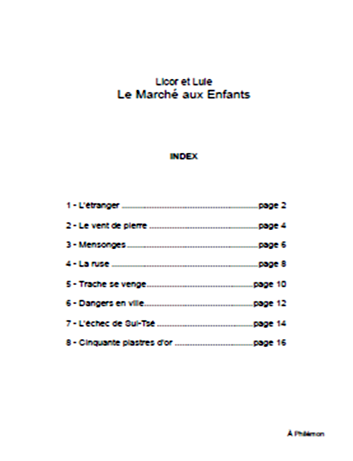 Licor et Lule
Le Marché aux Enfants
INDEX
1 - L'étranger ........................................ page 2
2 - Le vent de pierre ........................................ page 4
3 - Mensonges ........................................ page 6
4 - La ruse ........................................ page 8
5 - Trache se venge ........................................ page 10
6 - Dangers en ville ........................................ page 12
7 - L'échec de Gul-Tsé ........................................ page 14
8 - Cinquante piastres d'or ........................................ page 16
À Philémon